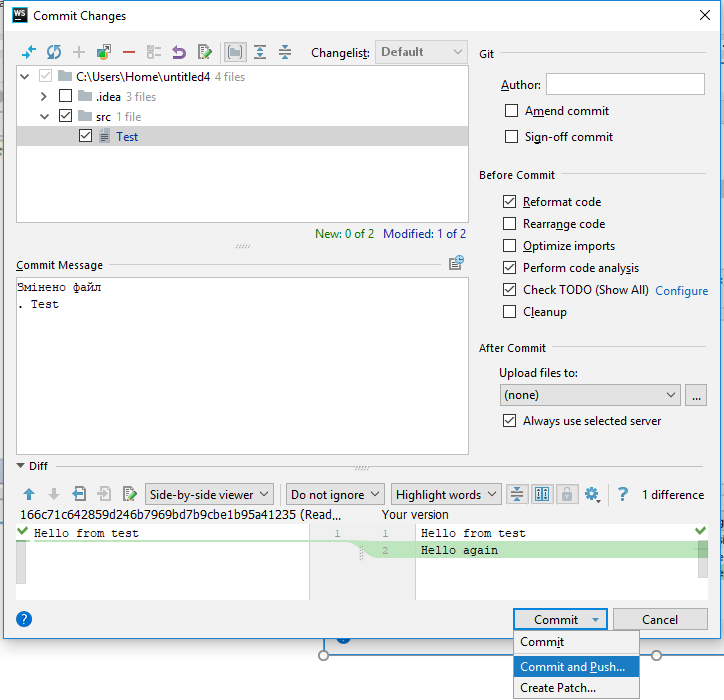 WS Commit Changes
Changelist: Default
C:\Users\Home\untitled4 4 files
.idea 3 files
src 1 file
Test
New: 0 of 2 Modified: 1 of 2
Commit Message
Змінено файл
. Test
Git
Author:
Amend commit
Sign-off commit
Before Commit
Reformat code
Rearrange code
Optimize imports
Perform code analysis
Check TODO (Show All) Configure
Cleanup
After Commit
Upload files to:
(none) ...
Always use selected server
Diff
Side-by-side viewer Do not ignore Highlight words ? 1 difference
166c71c642859d246b7969bd7b9cbe1b95a41235 (Read... Your version
Hello from test 1 1 Hello from test
2 Hello again
? Commit Cancel
Commit
Commit and Push...
Create Patch...